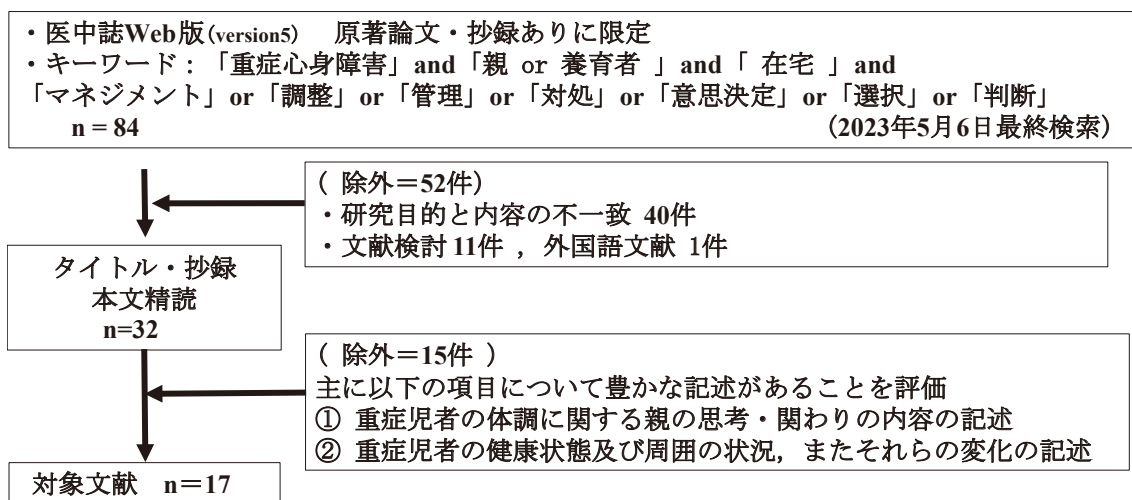 ・医中誌Web版(version5)　原著論文・抄録ありに限定
・キーワード：「重症心身障害」and「親 or 養育者 」and「 在宅 」and
「マネジメント」or「調整」or「管理」or「対処」or「意思決定」or「選択」or「判断」
n = 84　（2023年5月6日最終検索）
( 除外＝52件)
・研究目的と内容の不一致 40件
・文献検討 11件 ，外国語文献 1件
タイトル・抄録
本文精読
n=32
( 除外＝15件 )
主に以下の項目について豊かな記述があることを評価
① 重症児者の体調に関する親の思考・関わりの内容の記述
② 重症児者の健康状態及び周囲の状況，またそれらの変化の記述
対象文献　n＝17